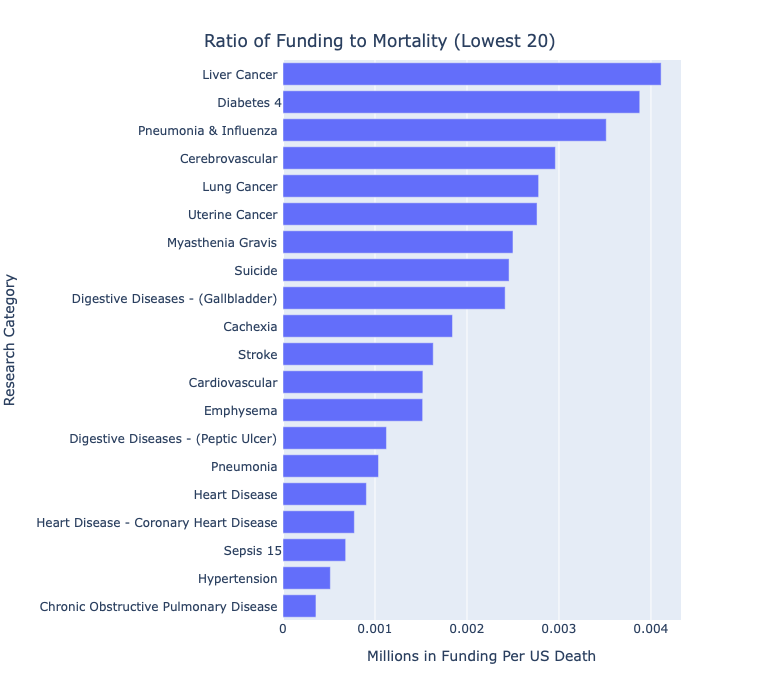 Ratio of Funding to Mortality (Lowest 20)
Research Category
Liver Cancer
Diabetes 4
Pneumonia & Influenza
Cerebrovascular
Lung Cancer
Uterine Cancer
Myasthenia Gravis
Suicide
Digestive Diseases - (Gallbladder)
Cachexia
Stroke
Cardiovascular
Emphysema
Digestive Diseases - (Peptic Ulcer)
Pneumonia
Heart Disease
Heart Disease - Coronary Heart Disease
Sepsis 15
Hypertension
Chronic Obstructive Pulmonary Disease
0 0.001 0.002 0.003 0.004
Millions in Funding Per US Death